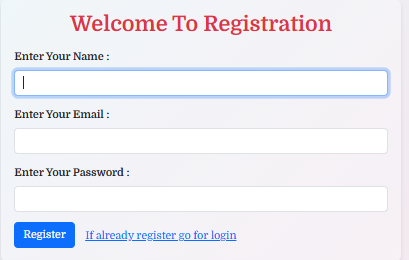 Welcome To Registration
Enter Your Name :
Enter Your Email :
Enter Your Password :
Register If already register go for login